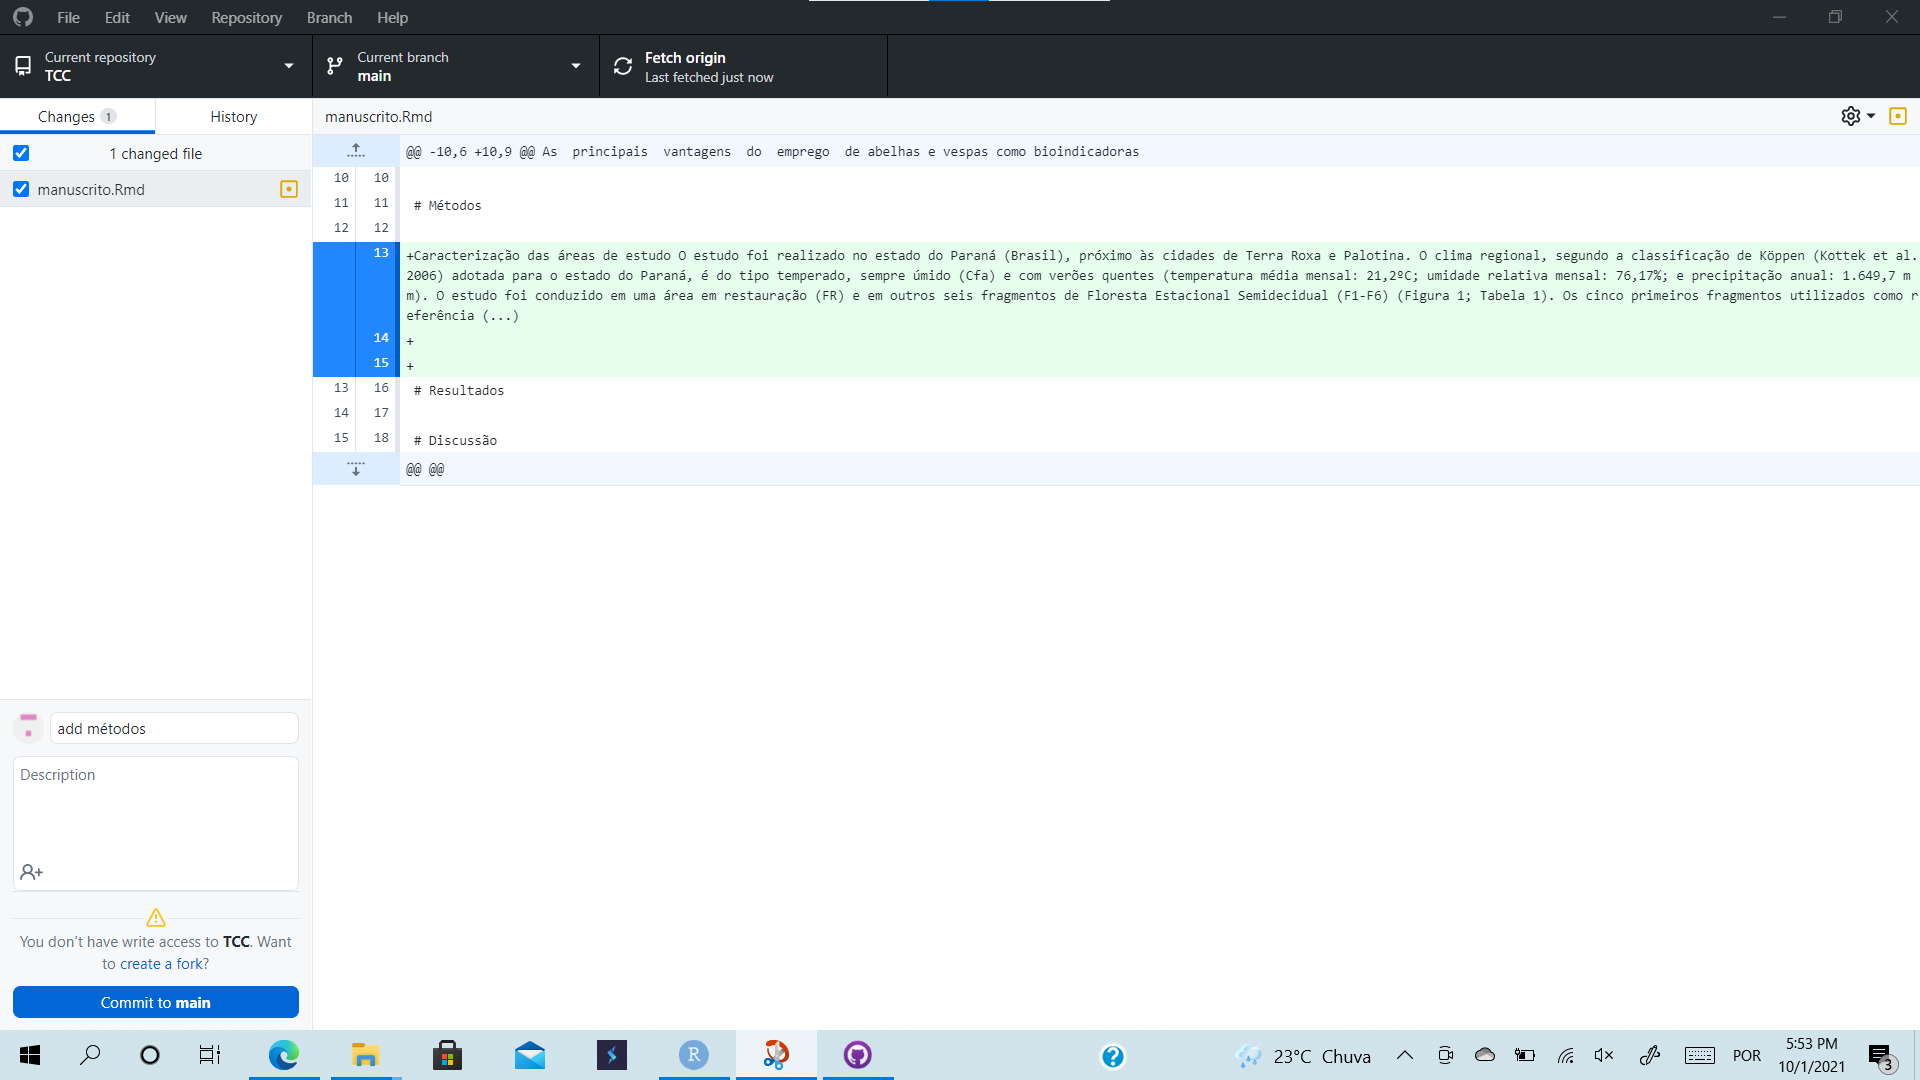 File Edit View Repository Branch Help
Current repository
TCC
Current branch
main
Fetch origin
Last fetched just now
Changes 1 History
manuscrito.Rmd
1 changed file
manuscrito.Rmd
@@ -10,6 +10,9 @@ As principais vantagens do emprego de abelhas e vespas como bioindicadoras
10 10
11 11 # Métodos
12 12
13 +Caracterização das áreas de estudo O estudo foi realizado no estado do Paraná (Brasil), próximo às cidades de Terra Roxa e Palotina. O clima regional, segundo a classificação de Köppen (Kottek et al.
2006) adotada para o estado do Paraná, é do tipo temperado, sempre úmido (Cfa) e com verões quentes (temperatura média mensal: 21,2ºC; umidade relativa mensal: 76,17%; e precipitação anual: 1.649,7 m
m). O estudo foi conduzido em uma área em restauração (FR) e em outros seis fragmentos de Floresta Estacional Semidecidual (F1-F6) (Figura 1; Tabela 1). Os cinco primeiros fragmentos utilizados como r
eferência (...)
14 +
15 +
13 16 # Resultados
14 17
15 18 # Discussão
@@ @@
add métodos
Description
You don't have write access to TCC. Want
to create a fork?
Commit to main
23°C Chuva
POR
5:53 PM
10/1/2021
3